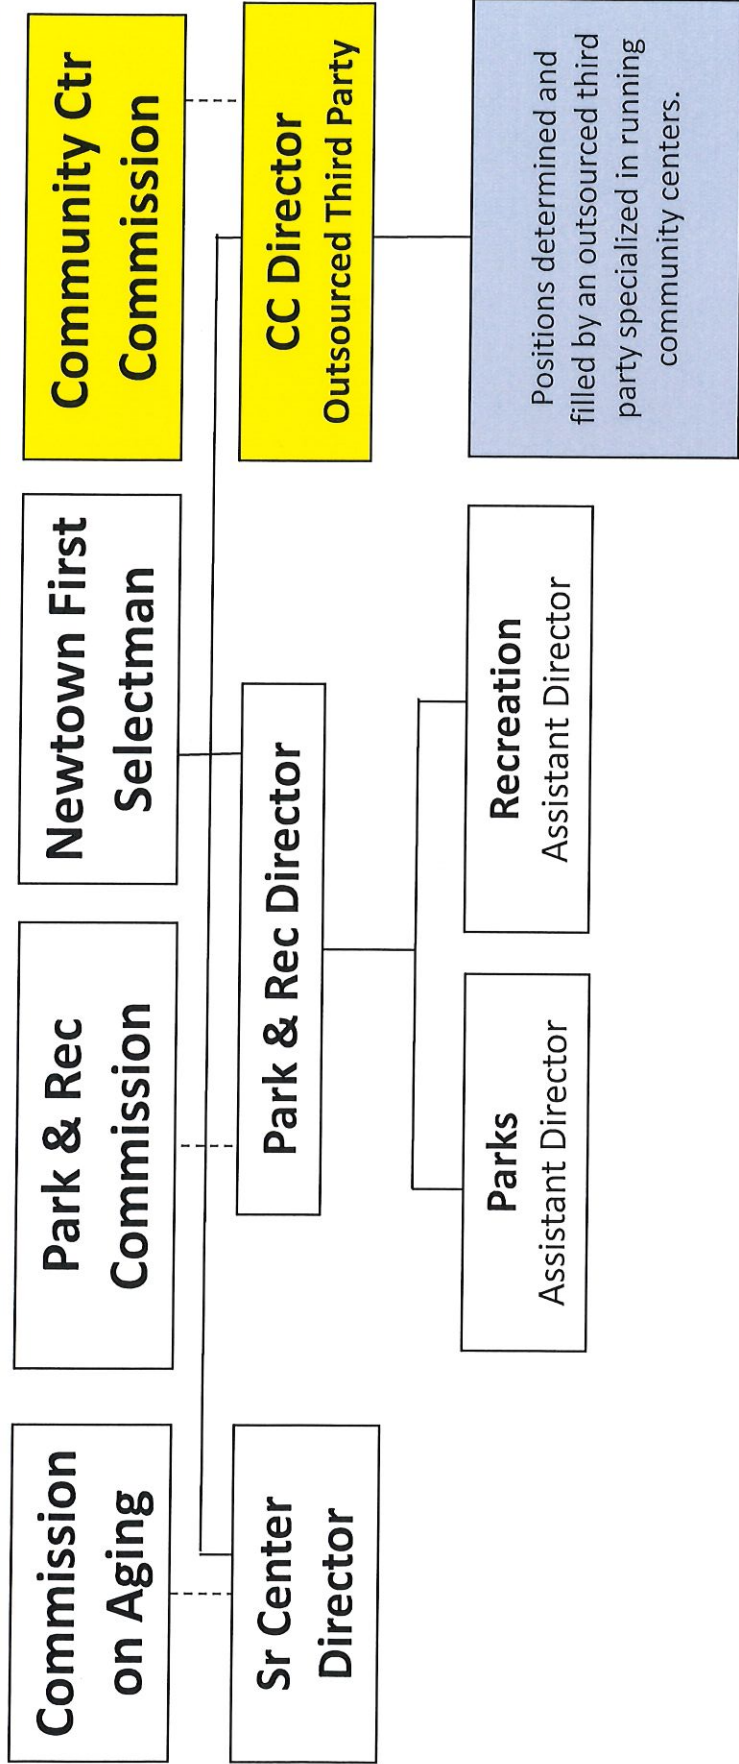 Commission
on Aging
Park & Rec
Commission
Newtown First
Selectman
Community Ctr
Commission
Sr Center
Director
Park & Rec Director
CC Director
Outsourced Third Party
Parks
Assistant Director
Recreation
Assistant Director
Positions determined and
filled by an outsourced third
party specialized in running
community centers.